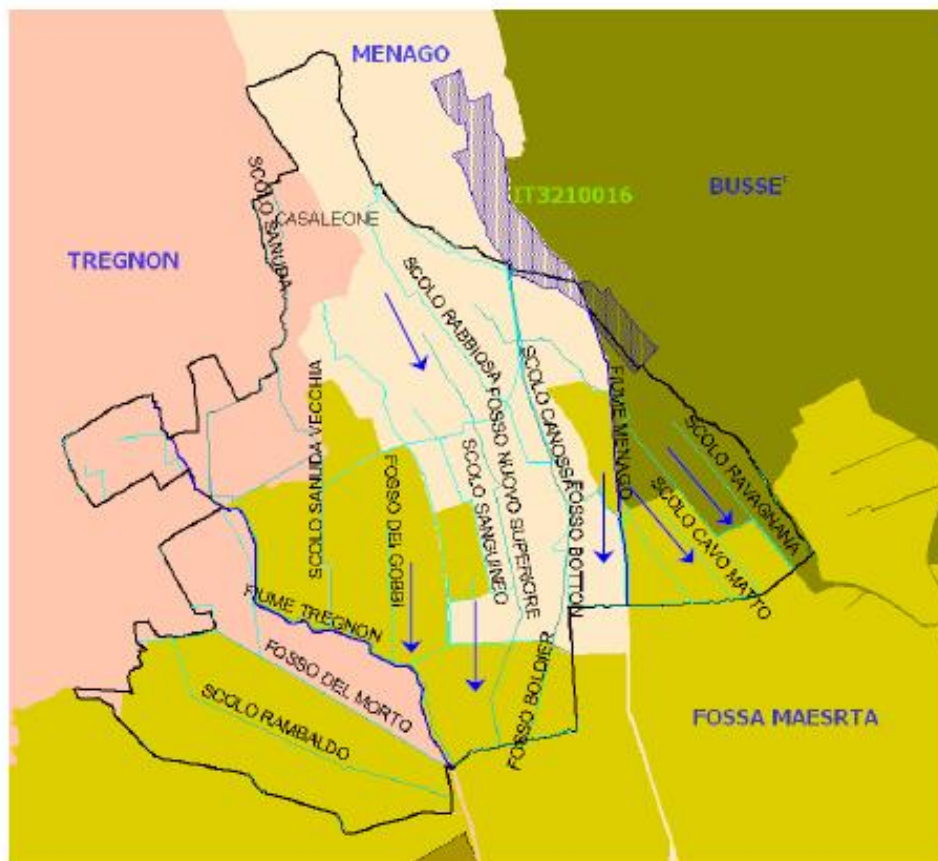 MENAGO
BUSSE'
IT3210016
SCOLO SANUDA
CASALEONE
TREGNON
SCOLO RABBIOSA
SCOLO CANOSSA
FIUME MENAGO
SCOLO RAVAGNANA
SCOLO SANUDA VECCHIA
FOSSO DEI GOBBI
SCOLO SANGUINEO
FOSSO NUOVO SUPERIORE
FOSSO BOTTON
SCOLO CAVO MATTO
FIUME TREGNON
FOSSO DEL MORTO
SCOLO RAMBALDO
FOSSO BOLDIER
FOSSA MAESRTA